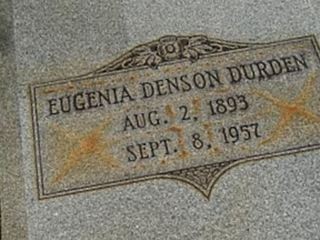 EUGENIA DENSON DURDEN
AUG. 2, 1893
SEPT. 8, 1957